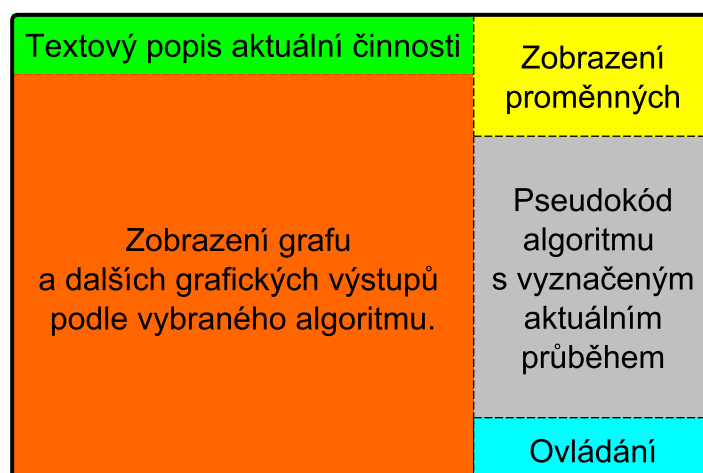 Textový popis aktuální činnosti
Zobrazení grafu
a dalších grafických výstupů
podle vybraného algoritmu.
Zobrazení
proměnných
Pseudokód
algoritmu
s vyznačeným
aktuálním
průběhem
Ovládání